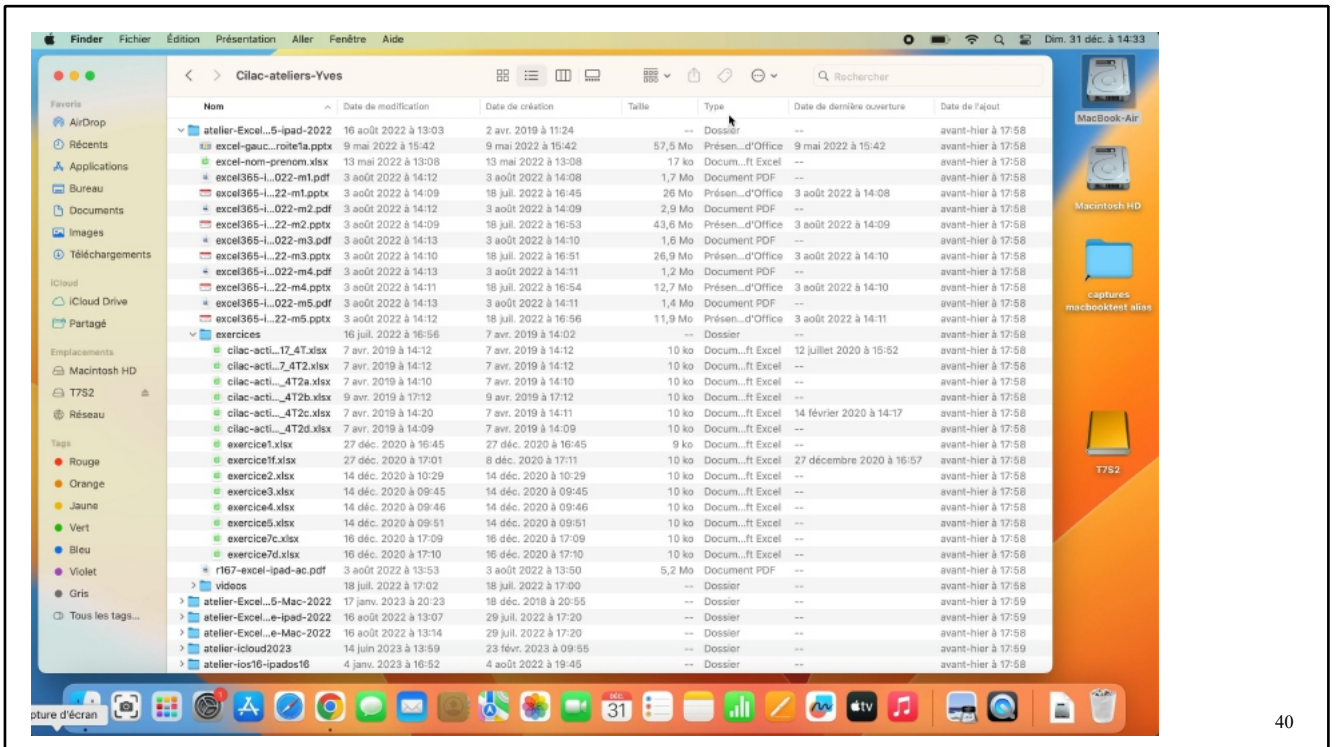 Finder Fichier Édition Présentation Aller Fenêtre Aide Dim. 31 déc. à 14:33
Cilac-ateliers-Yves Rechercher
Favoris
AirDrop
Récents
Applications
Bureau
Documents
Images
Téléchargements
iCloud
iCloud Drive
Partagé
Emplacements
Macintosh HD
T7S2
Réseau
Tags
Rouge
Orange
Jaune
Vert
Bleu
Violet
Gris
Tous les tags...
Nom Date de modification Date de création Taille Type Date de dernière ouverture Date de l'ajout
atelier-Excel...5-ipad-2022 16 août 2022 à 13:03 2 avr. 2019 à 11:24 -- Dossier -- avant-hier à 17:58
excel-gauc...roite1a.pptx 9 mai 2022 à 15:42 9 mai 2022 à 15:42 57,5 Mo Présen...d'Office 9 mai 2022 à 15:42 avant-hier à 17:58
excel-nom-prenom.xlsx 13 mai 2022 à 13:08 13 mai 2022 à 13:08 17 ko Docum...ft Excel -- avant-hier à 17:58
excel365-i...022-m1.pdf 3 août 2022 à 14:12 3 août 2022 à 14:08 1,7 Mo Document PDF -- avant-hier à 17:58
excel365-i...22-m1.pptx 3 août 2022 à 14:09 18 juil. 2022 à 16:45 26 Mo Présen...d'Office 3 août 2022 à 14:08 avant-hier à 17:58
excel365-i...022-m2.pdf 3 août 2022 à 14:12 3 août 2022 à 14:09 2,9 Mo Document PDF -- avant-hier à 17:58
excel365-i...22-m2.pptx 3 août 2022 à 14:09 18 juil. 2022 à 16:53 43,6 Mo Présen...d'Office 3 août 2022 à 14:09 avant-hier à 17:58
excel365-i...022-m3.pdf 3 août 2022 à 14:13 3 août 2022 à 14:10 1,6 Mo Document PDF -- avant-hier à 17:58
excel365-i...22-m3.pptx 3 août 2022 à 14:10 18 juil. 2022 à 16:51 26,9 Mo Présen...d'Office 3 août 2022 à 14:10 avant-hier à 17:58
excel365-i...022-m4.pdf 3 août 2022 à 14:13 3 août 2022 à 14:11 1,2 Mo Document PDF -- avant-hier à 17:58
excel365-i...22-m4.pptx 3 août 2022 à 14:11 18 juil. 2022 à 16:54 12,7 Mo Présen...d'Office 3 août 2022 à 14:10 avant-hier à 17:58
excel365-i...022-m5.pdf 3 août 2022 à 14:13 3 août 2022 à 14:11 1,4 Mo Document PDF -- avant-hier à 17:58
excel365-i...22-m5.pptx 3 août 2022 à 14:12 18 juil. 2022 à 16:56 11,9 Mo Présen...d'Office 3 août 2022 à 14:11 avant-hier à 17:58
exercices 16 juil. 2022 à 16:56 7 avr. 2019 à 14:02 -- Dossier -- avant-hier à 17:58
cilac-acti...17_4T.xlsx 7 avr. 2019 à 14:12 7 avr. 2019 à 14:12 10 ko Docum...ft Excel 12 juillet 2020 à 15:52 avant-hier à 17:58
cilac-acti...7_4T2.xlsx 7 avr. 2019 à 14:12 7 avr. 2019 à 14:12 10 ko Docum...ft Excel -- avant-hier à 17:58
cilac-acti..._4T2a.xlsx 7 avr. 2019 à 14:10 7 avr. 2019 à 14:10 10 ko Docum...ft Excel -- avant-hier à 17:58
cilac-acti..._4T2b.xlsx 9 avr. 2019 à 17:12 9 avr. 2019 à 17:12 10 ko Docum...ft Excel -- avant-hier à 17:58
cilac-acti..._4T2c.xlsx 7 avr. 2019 à 14:20 7 avr. 2019 à 14:11 10 ko Docum...ft Excel 14 février 2020 à 14:17 avant-hier à 17:58
cilac-acti..._4T2d.xlsx 7 avr. 2019 à 14:09 7 avr. 2019 à 14:09 10 ko Docum...ft Excel -- avant-hier à 17:58
exercice1.xlsx 27 déc. 2020 à 16:45 27 déc. 2020 à 16:45 9 ko Docum...ft Excel -- avant-hier à 17:58
exercice1f.xlsx 27 déc. 2020 à 17:01 8 déc. 2020 à 17:11 10 ko Docum...ft Excel 27 décembre 2020 à 16:57 avant-hier à 17:58
exercice2.xlsx 14 déc. 2020 à 10:29 14 déc. 2020 à 10:29 10 ko Docum...ft Excel -- avant-hier à 17:58
exercice3.xlsx 14 déc. 2020 à 09:45 14 déc. 2020 à 09:45 10 ko Docum...ft Excel -- avant-hier à 17:58
exercice4.xlsx 14 déc. 2020 à 09:46 14 déc. 2020 à 09:46 10 ko Docum...ft Excel -- avant-hier à 17:58
exercice5.xlsx 14 déc. 2020 à 09:51 14 déc. 2020 à 09:51 10 ko Docum...ft Excel -- avant-hier à 17:58
exercice7c.xlsx 16 déc. 2020 à 17:09 16 déc. 2020 à 17:09 10 ko Docum...ft Excel -- avant-hier à 17:58
exercice7d.xlsx 16 déc. 2020 à 17:10 16 déc. 2020 à 17:10 10 ko Docum...ft Excel -- avant-hier à 17:58
r167-excel-ipad-ac.pdf 3 août 2022 à 13:53 3 août 2022 à 13:50 5,2 Mo Document PDF -- avant-hier à 17:58
videos 18 juil. 2022 à 17:02 18 juil. 2022 à 17:00 -- Dossier -- avant-hier à 17:58
atelier-Excel...5-Mac-2022 17 janv. 2023 à 20:23 18 déc. 2018 à 20:55 -- Dossier -- avant-hier à 17:59
atelier-Excel...e-ipad-2022 16 août 2022 à 13:07 29 juil. 2022 à 17:20 -- Dossier -- avant-hier à 17:59
atelier-Excel...e-Mac-2022 16 août 2022 à 13:14 29 juil. 2022 à 17:20 -- Dossier -- avant-hier à 17:58
atelier-icloud2023 14 juin 2023 à 13:59 23 févr. 2023 à 09:55 -- Dossier -- avant-hier à 17:59
atelier-ios16-ipados16 4 janv. 2023 à 16:52 4 août 2022 à 19:45 -- Dossier -- avant-hier à 17:58
MacBook-Air
Macintosh HD
captures
macbooktest alias
T7S2
pture d'écran
1
DÉC.
31
tv
40